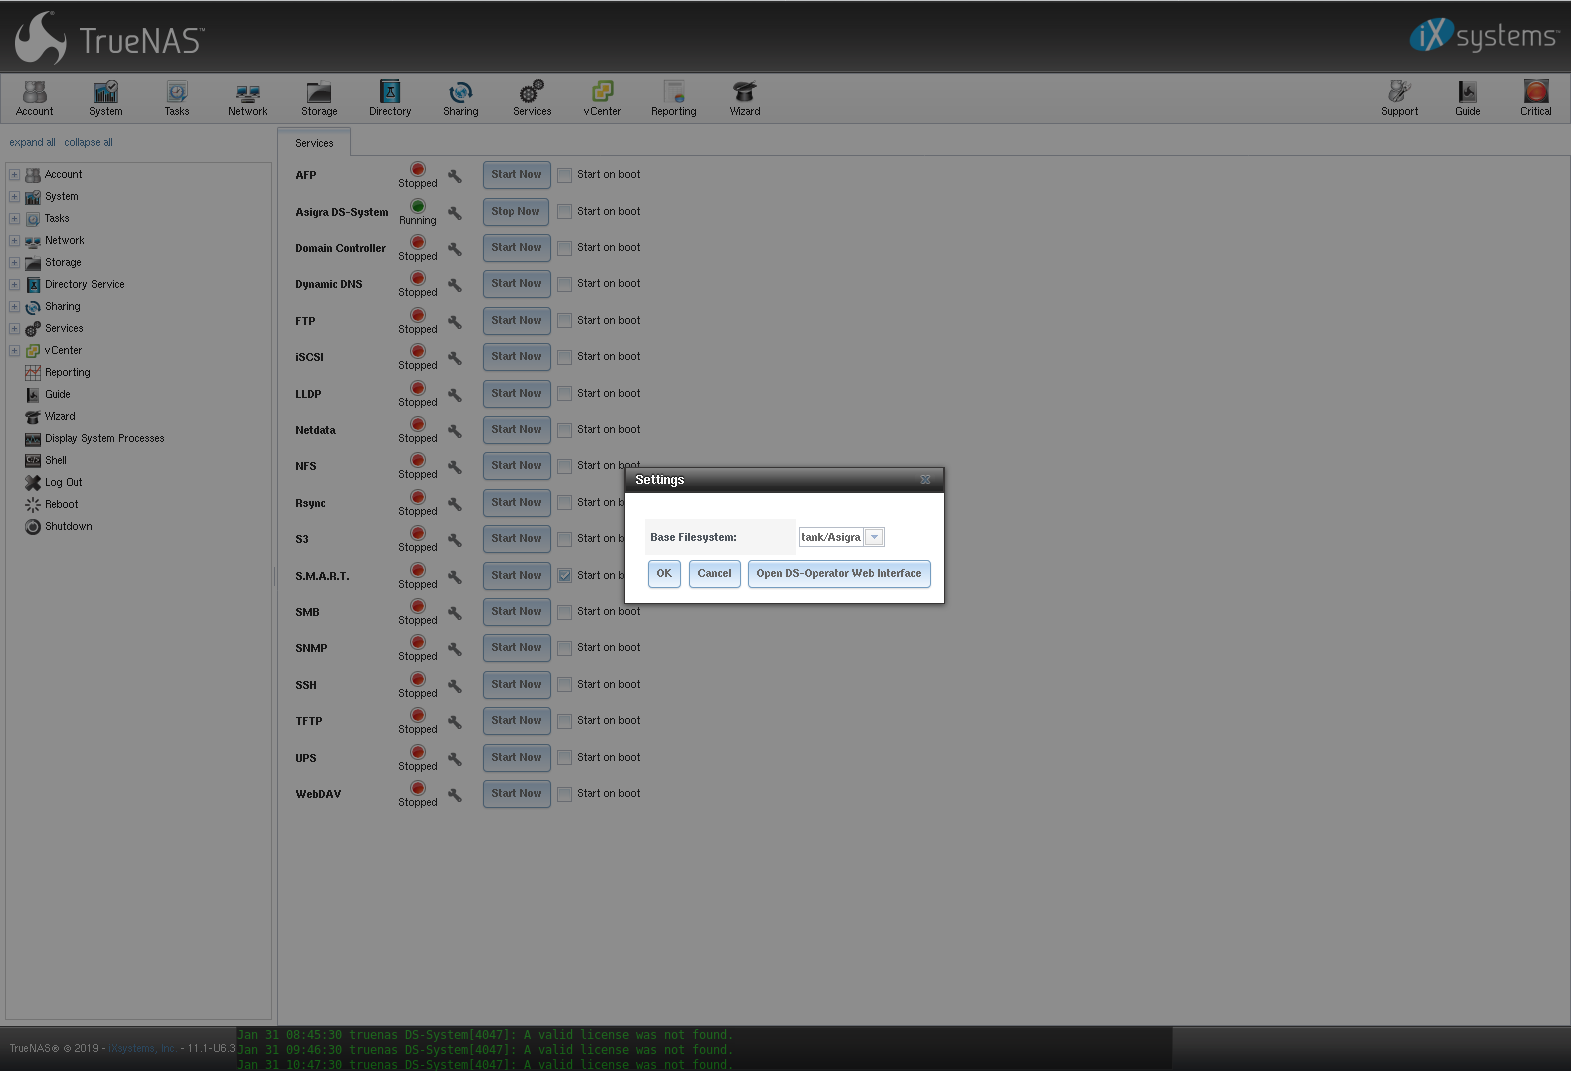 TrueNAS™
iXsystems™
Account System Tasks Network Storage Directory Sharing Services vCenter Reporting Wizard Support Guide Critical
expand all collapse all
Account
System
Tasks
Network
Storage
Directory Service
Sharing
Services
vCenter
Reporting
Guide
Wizard
Display System Processes
Shell
Log Out
Reboot
Shutdown
Services
AFP Stopped Start Now Start on boot
Asigra DS-System Running Stop Now Start on boot
Domain Controller Stopped Start Now Start on boot
Dynamic DNS Stopped Start Now Start on boot
FTP Stopped Start Now Start on boot
iSCSI Stopped Start Now Start on boot
LLDP Stopped Start Now Start on boot
Netdata Stopped Start Now Start on boot
NFS Stopped Start Now Start on boot
Rsync Stopped Start Now Start on b
S3 Stopped Start Now Start on b
S.M.A.R.T. Stopped Start Now Start on b
SMB Stopped Start Now Start on boot
SNMP Stopped Start Now Start on boot
SSH Stopped Start Now Start on boot
TFTP Stopped Start Now Start on boot
UPS Stopped Start Now Start on boot
WebDAV Stopped Start Now Start on boot
Settings
Base Filesystem: tank/Asigra
OK Cancel Open DS-Operator Web Interface
TrueNAS® © 2019 - iXsystems, Inc. - 11.1-U6.3
Jan 31 08:45:30 truenas DS-System[4047]: A valid license was not found.
Jan 31 09:46:30 truenas DS-System[4047]: A valid license was not found.
Jan 31 10:47:30 truenas DS-System[4047]: A valid license was not found.